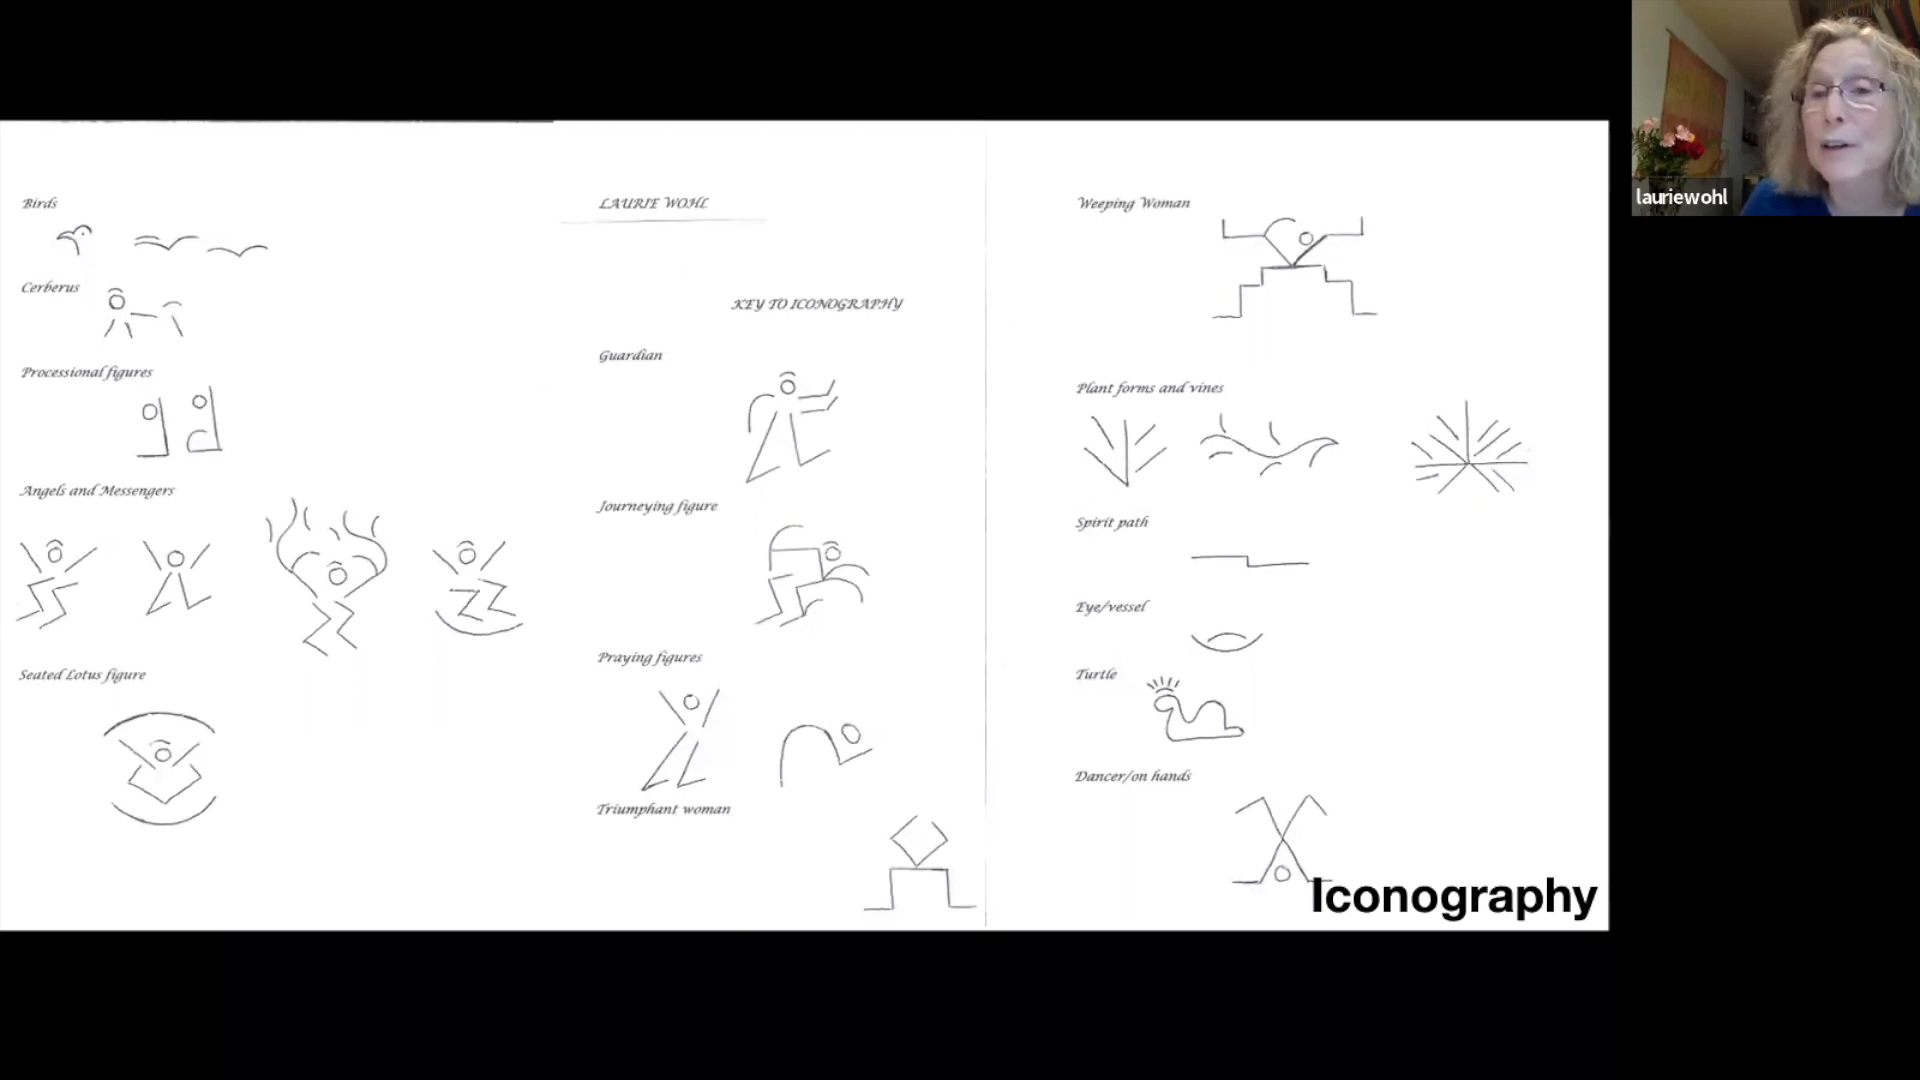 Birds
Cerberus
Processional figures
Angels and Messengers
Seated Lotus figure
LAURIE WOHL
KEY TO ICONOGRAPHY
Guardian
Journeying figure
Praying figures
Triumphant woman
Weeping Woman
Plant forms and vines
Spirit path
Eye/vessel
Turtle
Dancer/on hands
Iconography
lauriewohl